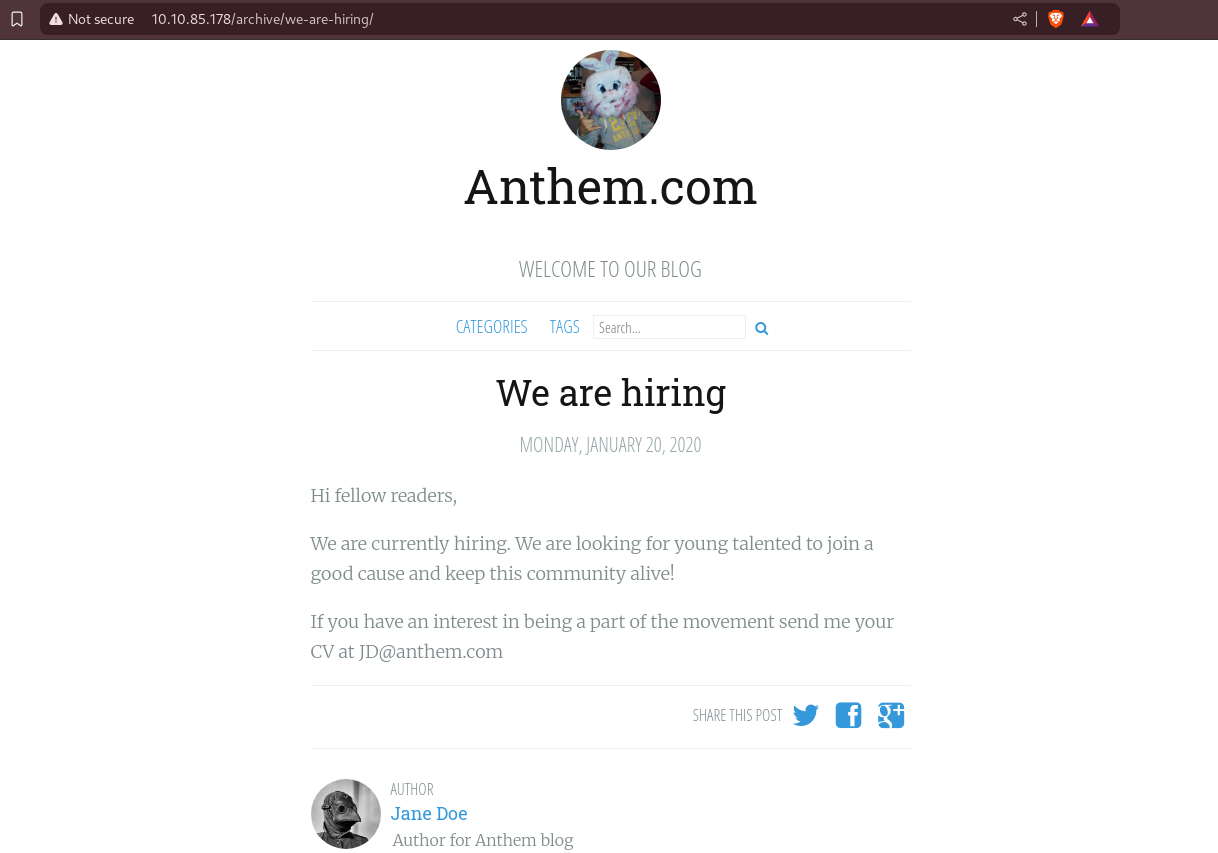 Not secure 10.10.85.178/archive/we-are-hiring/
Anthem.com
WELCOME TO OUR BLOG
CATEGORIES TAGS Search...
We are hiring
MONDAY, JANUARY 20, 2020
Hi fellow readers,
We are currently hiring. We are looking for young talented to join a
good cause and keep this community alive!
If you have an interest in being a part of the movement send me your
CV at JD@anthem.com
SHARE THIS POST
AUTHOR
Jane Doe
Author for Anthem blog